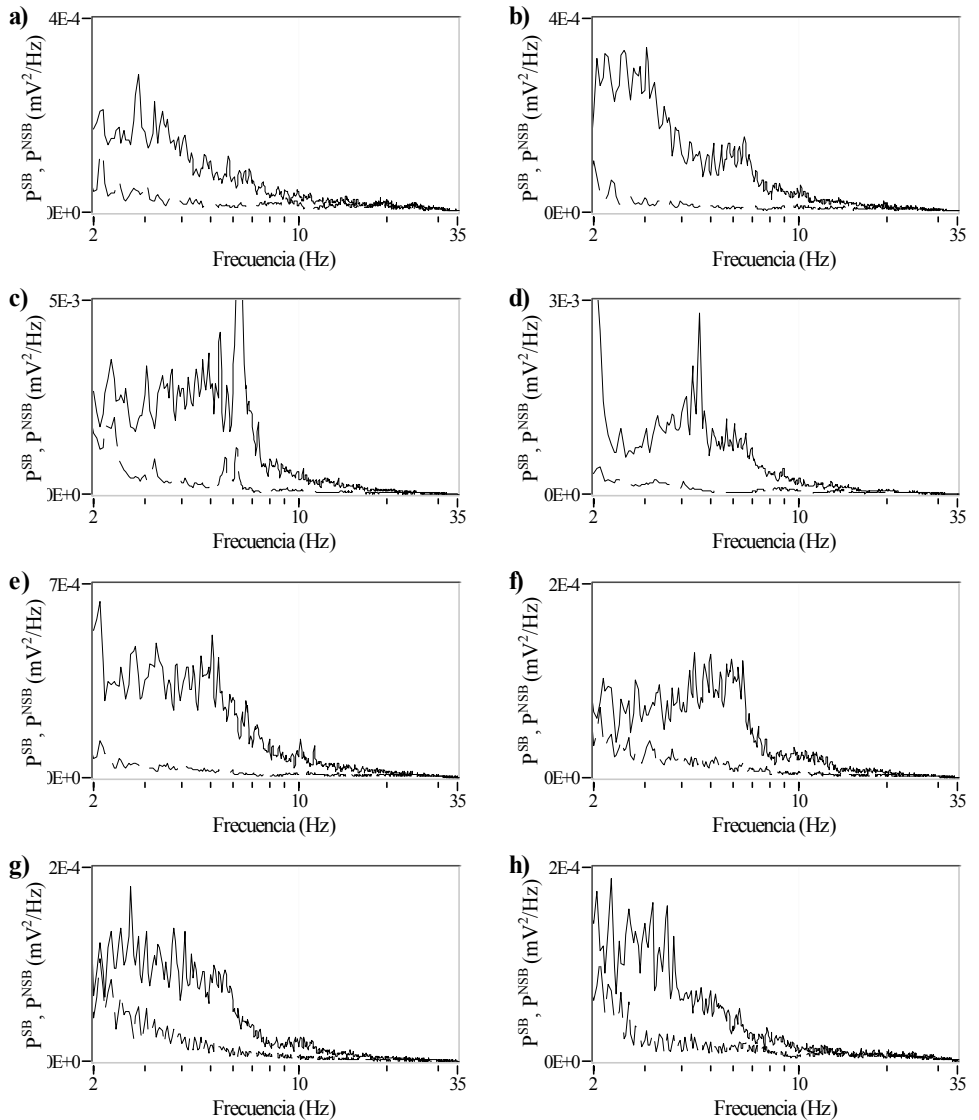 a)
4E-4
P^SB, P^NSB (mV^2/Hz)
0E+0
2
10
35
Frecuencia (Hz)
b)
4E-4
P^SB, P^NSB (mV^2/Hz)
0E+0
2
10
35
Frecuencia (Hz)
c)
5E-3
P^SB, P^NSB (mV^2/Hz)
0E+0
2
10
35
Frecuencia (Hz)
d)
3E-3
P^SB, P^NSB (mV^2/Hz)
0E+0
2
10
35
Frecuencia (Hz)
e)
7E-4
P^SB, P^NSB (mV^2/Hz)
0E+0
2
10
35
Frecuencia (Hz)
f)
2E-4
P^SB, P^NSB (mV^2/Hz)
0E+0
2
10
35
Frecuencia (Hz)
g)
2E-4
P^SB, P^NSB (mV^2/Hz)
0E+0
2
10
35
Frecuencia (Hz)
h)
2E-4
P^SB, P^NSB (mV^2/Hz)
0E+0
2
10
35
Frecuencia (Hz)